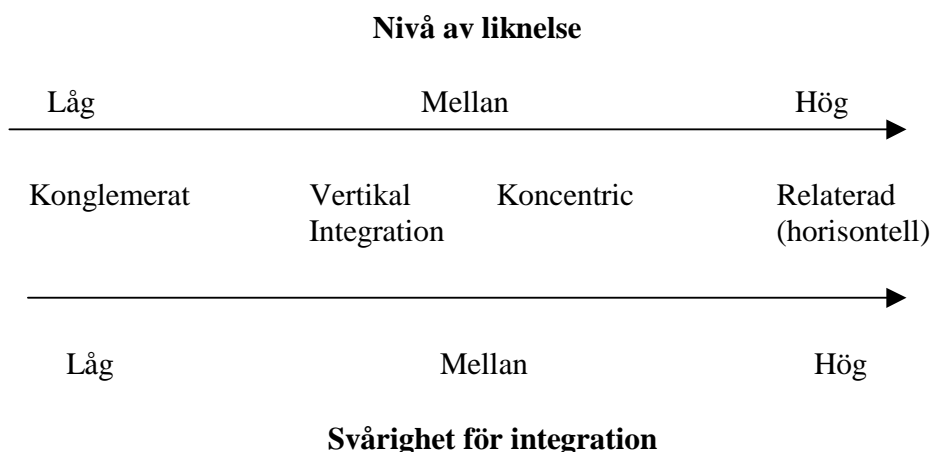 Nivå av liknelse
Låg Mellan Hög
Konglemerat Vertikal Koncentric Relaterad
Integration (horisontell)
Låg Mellan Hög
Svårighet för integration